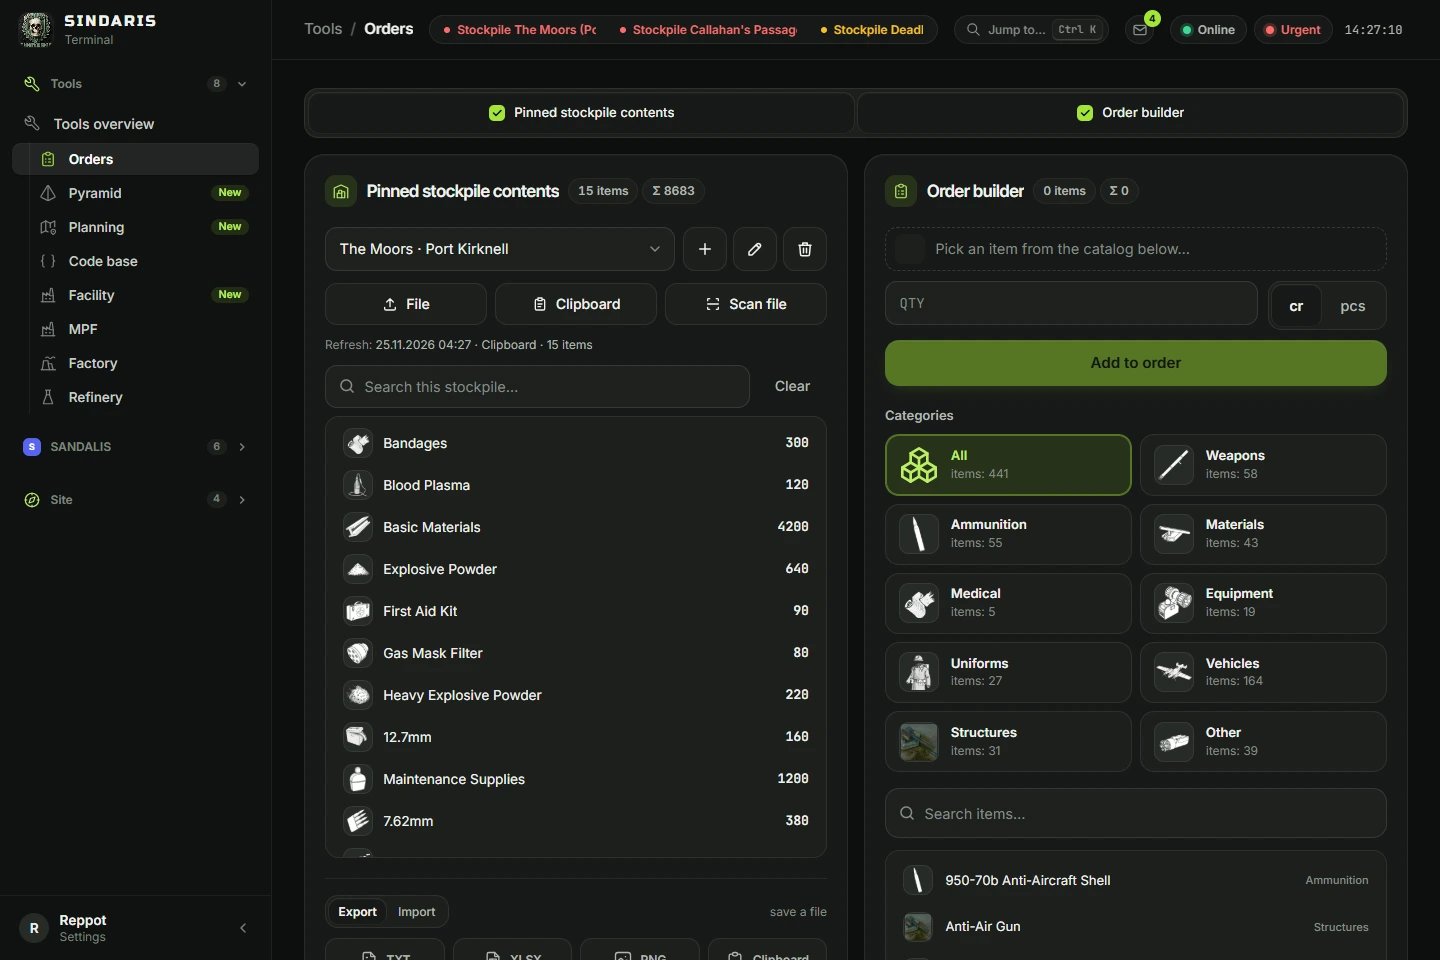 SINDARIS
Terminal
Tools
8
Tools overview
Orders
Pyramid
New
Planning
New
Code base
Facility
New
MPF
Factory
Refinery
S
SANDALIS
6
Site
4
R
Reppot
Settings
Tools / Orders
Stockpile The Moors (Pc
Stockpile Callahan's Passag
Stockpile Deadl
Jump to...
Ctrl K
4
Online
Urgent
14:27:10
Pinned stockpile contents
Order builder
Pinned stockpile contents
15 items
Σ 8683
The Moors · Port Kirknell
File
Clipboard
Scan file
Refresh: 25.11.2026 04:27 · Clipboard · 15 items
Search this stockpile...
Clear
Bandages 300
Blood Plasma 120
Basic Materials 4200
Explosive Powder 640
First Aid Kit 90
Gas Mask Filter 80
Heavy Explosive Powder 220
12.7mm 160
Maintenance Supplies 1200
7.62mm 380
Export
Import
save a file
TXT
XLSX
PNG
Clipboard
Order builder
0 items
Σ 0
Pick an item from the catalog below...
QTY
cr
pcs
Add to order
Categories
All
items: 441
Weapons
items: 58
Ammunition
items: 55
Materials
items: 43
Medical
items: 5
Equipment
items: 19
Uniforms
items: 27
Vehicles
items: 164
Structures
items: 31
Other
items: 39
Search items...
950-70b Anti-Aircraft Shell
Ammunition
Anti-Air Gun
Structures